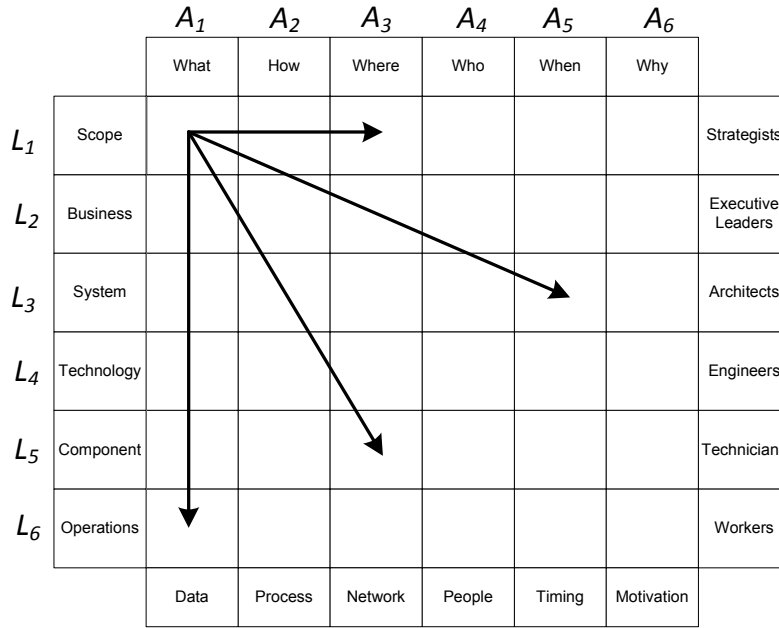 A1 A2 A3 A4 A5 A6
What How Where Who When Why
L1 Scope Strategists
L2 Business Executive Leaders
L3 System Architects
L4 Technology Engineers
L5 Component Technician
L6 Operations Workers
Data Process Network People Timing Motivation